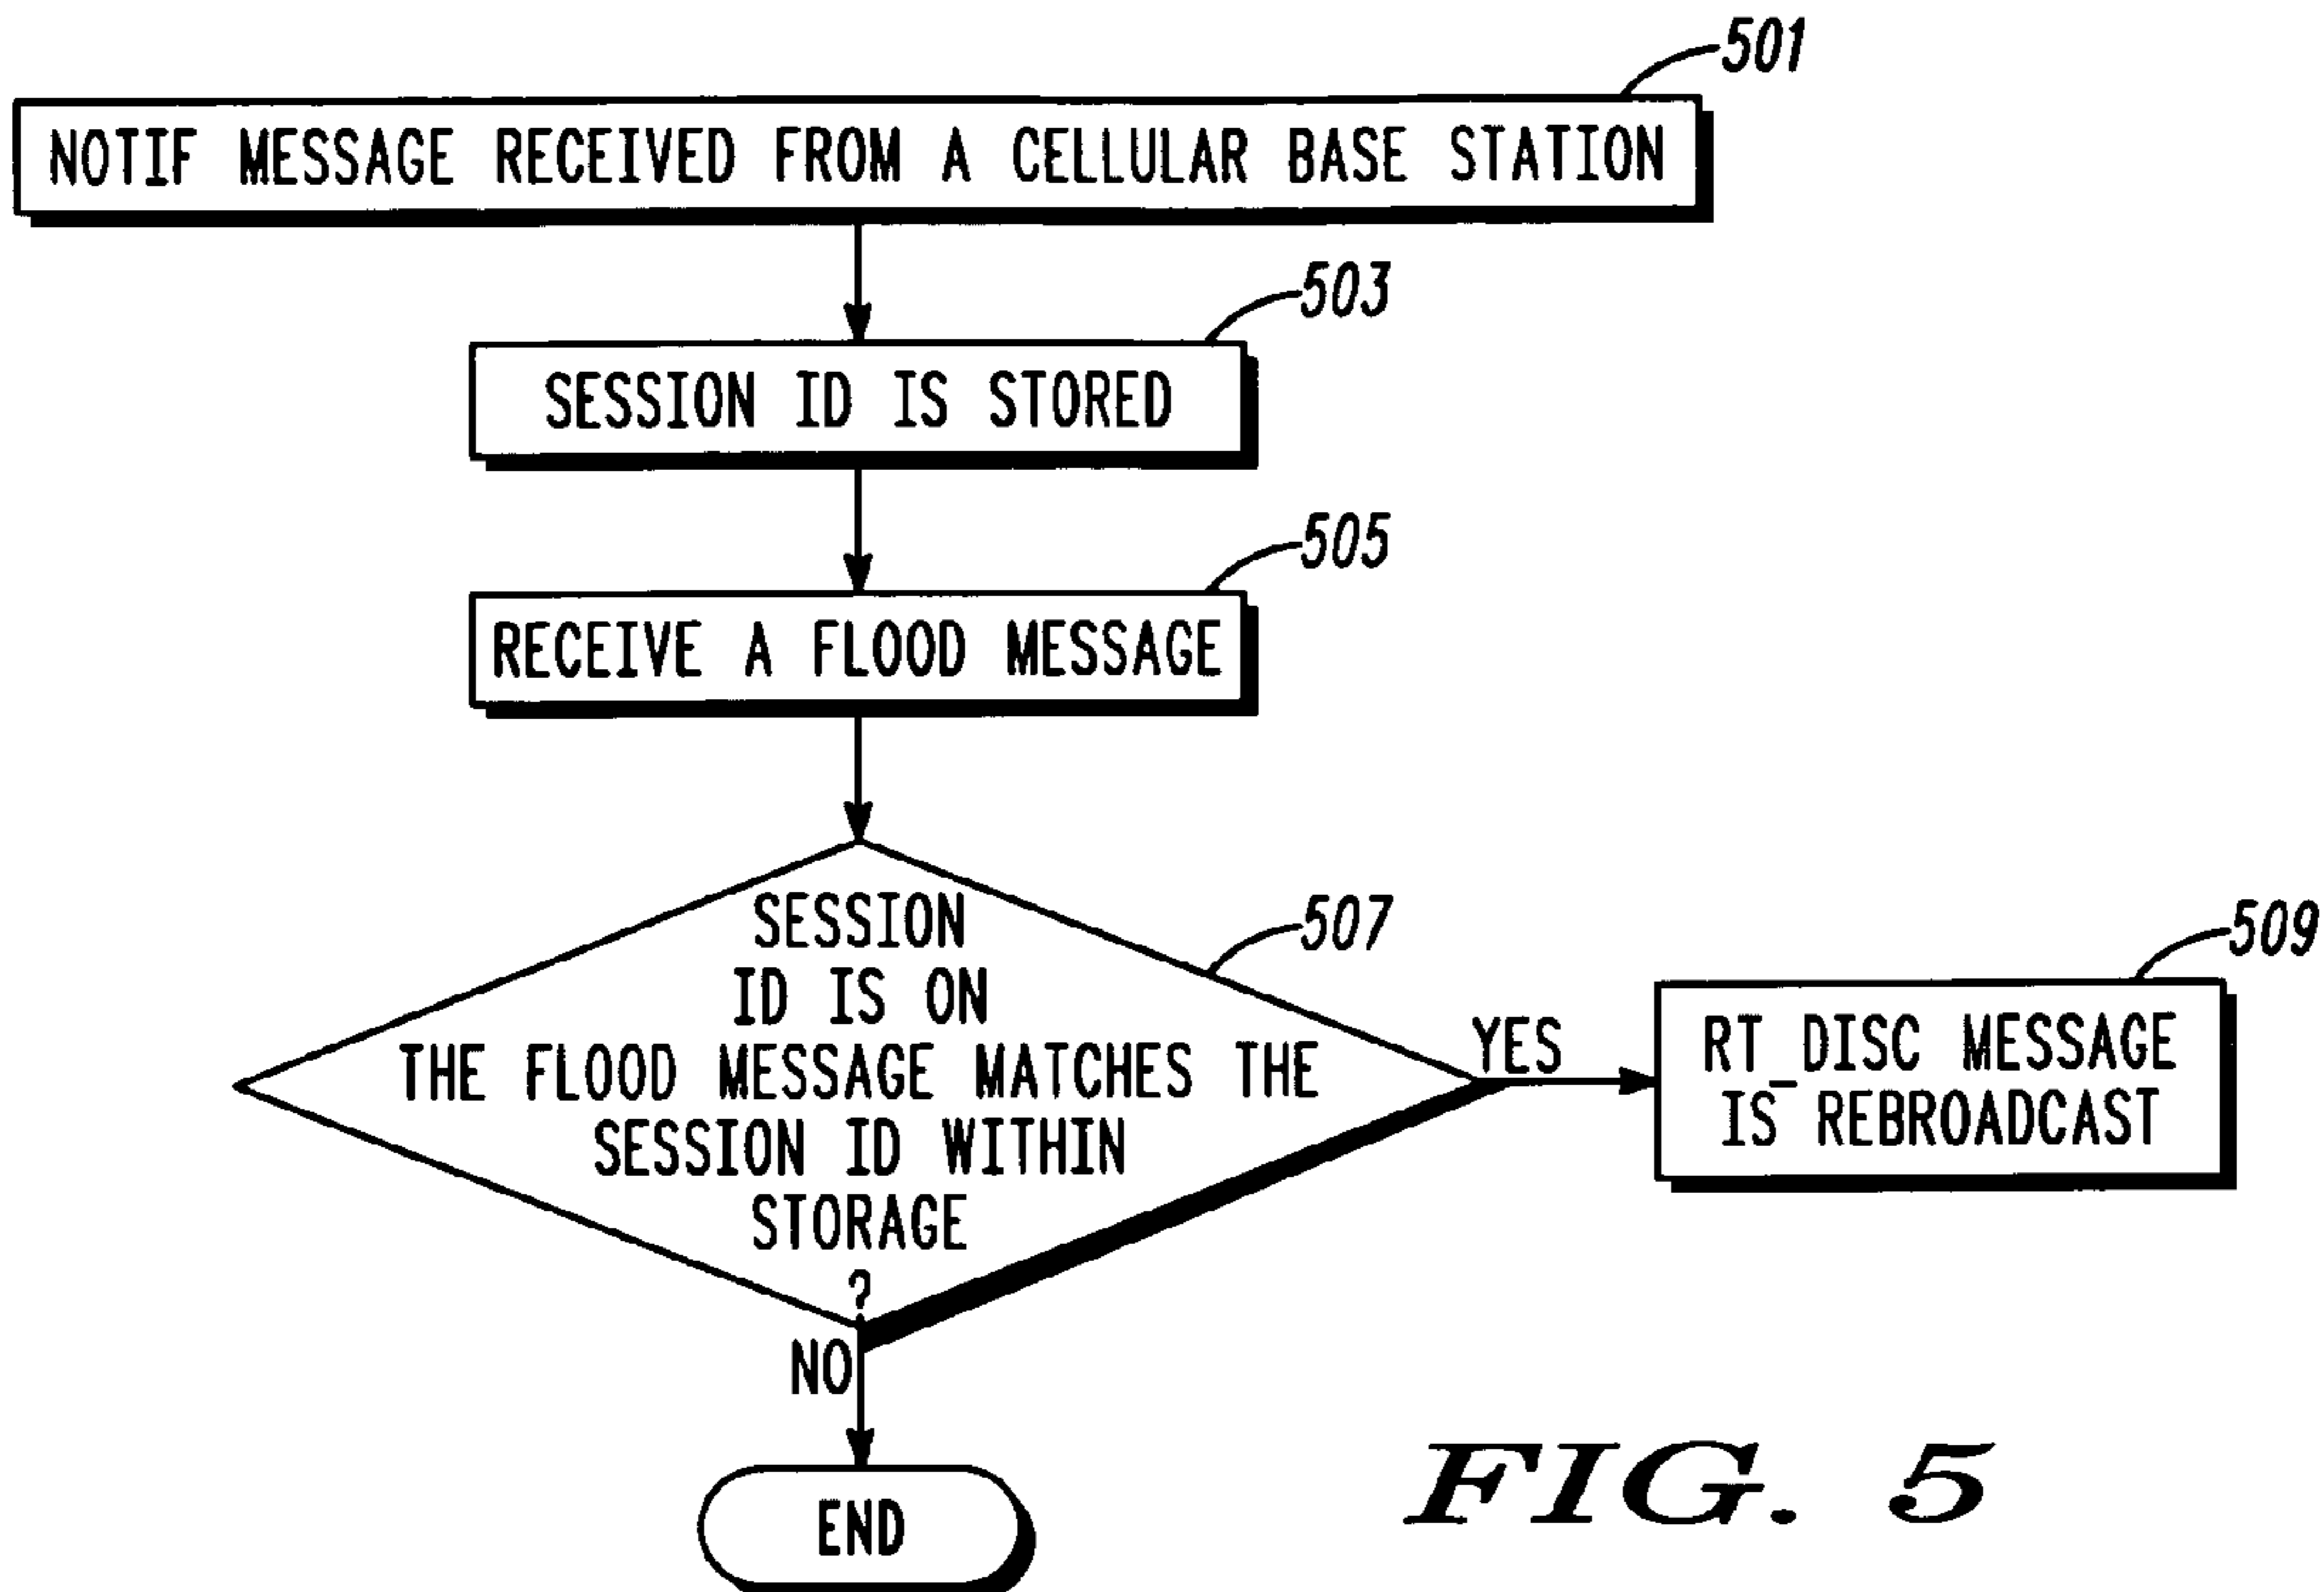 501
NOTIF MESSAGE RECEIVED FROM A CELLULAR BASE STATION
503
SESSION ID IS STORED
505
RECEIVE A FLOOD MESSAGE
507
SESSION
ID IS ON
THE FLOOD MESSAGE MATCHES THE
SESSION ID WITHIN
STORAGE
?
YES
509
RT_DISC MESSAGE
IS REBROADCAST
NO
END
FIG. 5